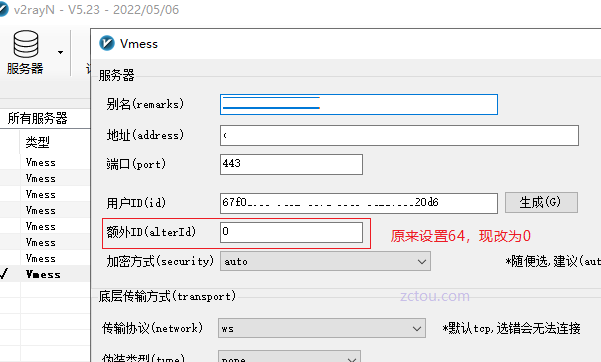 v2rayN - V5.23 - 2022/05/06
服务器
Vmess
服务器
别名(remarks)
地址(address)
端口(port) 443
用户ID(id) 67f0 20d6 生成(G)
额外ID(alterId) 0
原来设置64，现改为0
加密方式(security) auto *随便选,建议(aut
底层传输方式(transport)
zctou.com
传输协议(network) ws *默认tcp,选错会无法连接
伪装类型(type) none
所有服务器
类型
Vmess
Vmess
Vmess
Vmess
Vmess
Vmess
Vmess
Vmess